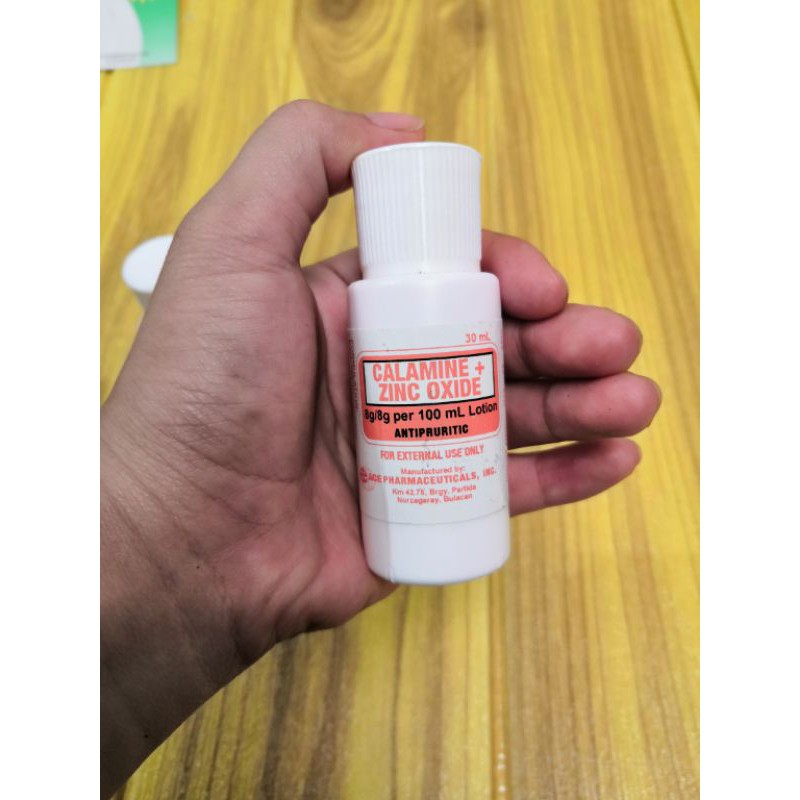 30 mL
CALAMINE +
ZINC OXIDE
8g/8g per 100 mL Lotion
ANTIPRURITIC
FOR EXTERNAL USE ONLY
Manufactured by:
PHARMACEUTICALS, INC.
Km 42.78, Brgy. Partida
Norzagaray, Bulacan